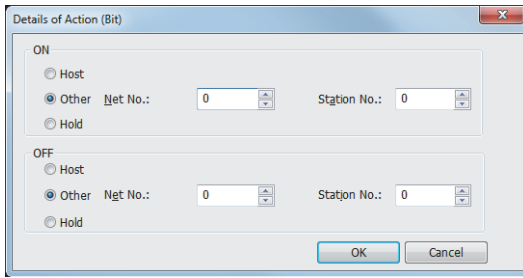 Details of Action (Bit)
ON
Host
Other Net No.: 0 Station No.: 0
Hold
OFF
Host
Other Net No.: 0 Station No.: 0
Hold
OK Cancel